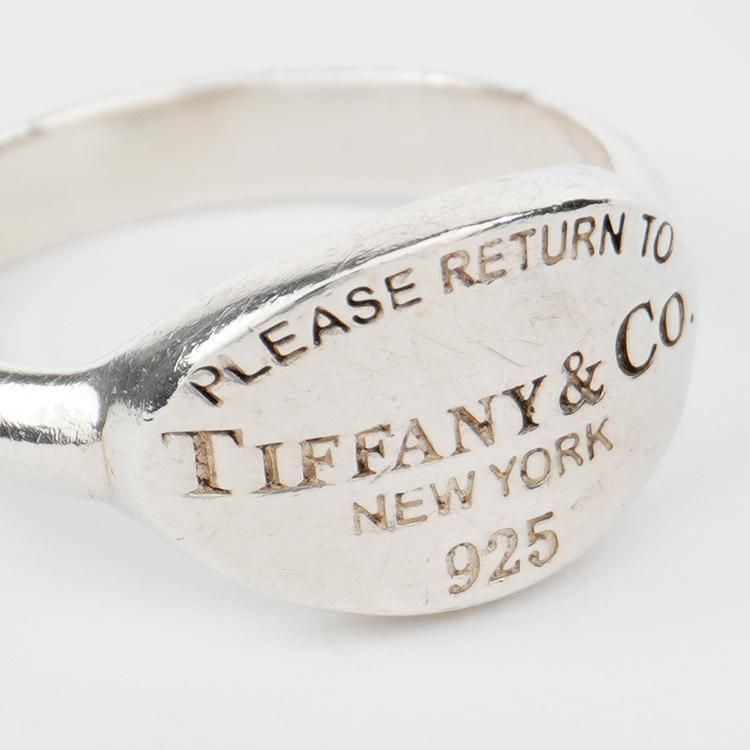 PLEASE RETURN TO
TIFFANY & CO.
NEW YORK
925